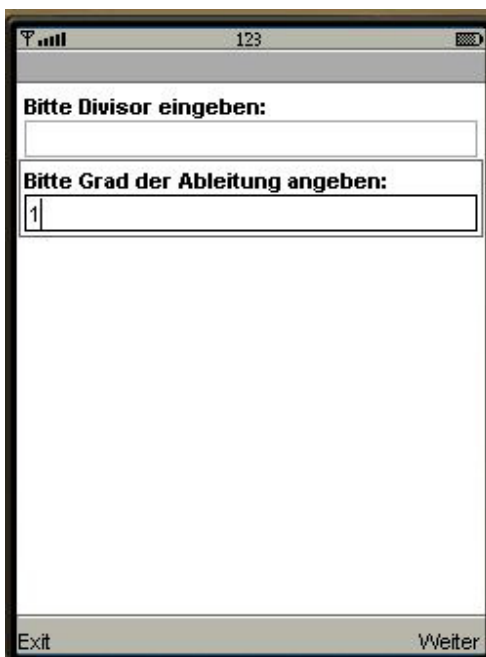 123
Bitte Divisor eingeben:
Bitte Grad der Ableitung angeben:
1
Exit Weiter